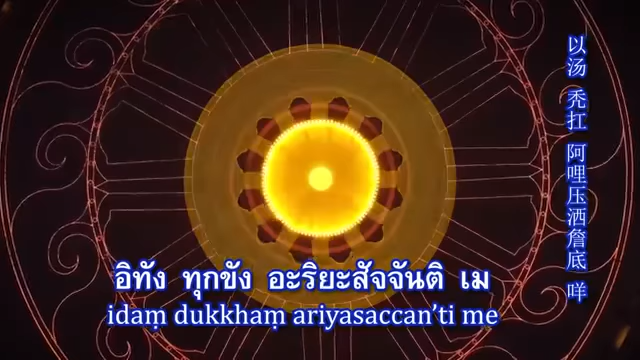 以汤 秃扛 阿哩压洒詹底 咩
อิทัง ทุกขัง อะริยะสัจจันติ เม
idaṃ dukkhaṃ ariyasaccan’ti me